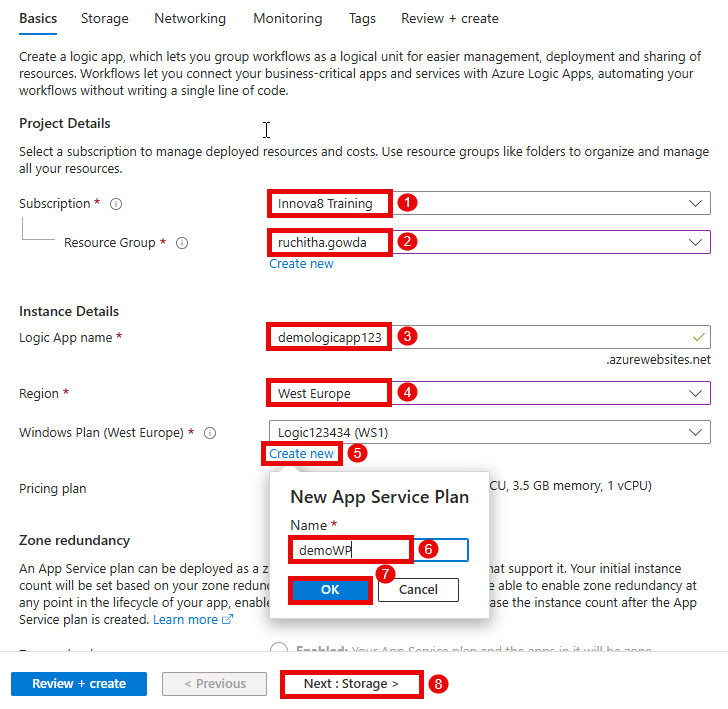 Basics Storage Networking Monitoring Tags Review + create
Create a logic app, which lets you group workflows as a logical unit for easier management, deployment and sharing of
resources. Workflows let you connect your business-critical apps and services with Azure Logic Apps, automating your
workflows without writing a single line of code.
Project Details
Select a subscription to manage deployed resources and costs. Use resource groups like folders to organize and manage
all your resources.
Subscription * Innova8 Training 1
Resource Group * ruchitha.gowda 2
Create new
Instance Details
Logic App name * demologicapp123 3
.azurewebsites.net
Region * West Europe 4
Windows Plan (West Europe) * Logic123434 (WS1)
Create new 5
Pricing plan CU, 3.5 GB memory, 1 vCPU)
New App Service Plan
Name *
demoWP 6
7
OK Cancel
Zone redundancy
An App Service plan can be deployed as a z hat support it. Your initial instance
count will be set based on your zone redun able to enable zone redundancy at
any point in the lifecycle of your app, enable ase the instance count after the App
Service plan is created. Learn more
Enabled: Your App Service plan and the apps in it will be zone
Review + create < Previous Next : Storage > 8